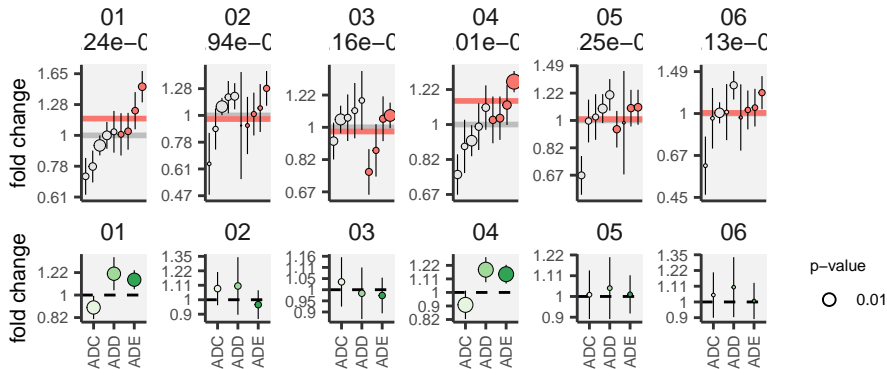 01 02 03 04 05 06
.24e−0 .94e−0 .16e−0 .01e−0 .25e−0 .13e−0
fold change
1.65 1.28 1 0.78 0.61
1.28 1 0.78 0.61 0.47
1.22 1 0.82 0.67
1.22 1 0.82 0.67
1.49 1.22 1 0.82 0.67
1.49 1 0.67 0.45
01 02 03 04 05 06
fold change
1.22 1 0.82
1.35 1.22 1.11 1 0.9
1.16 1.1 1.05 1 0.95 0.9
1.22 1.11 1 0.9 0.82
1.22 1.11 1 0.9
1.35 1.22 1.11 1 0.9
ADC ADD ADE ADC ADD ADE ADC ADD ADE ADC ADD ADE ADC ADD ADE ADC ADD ADE
p−value
0.01